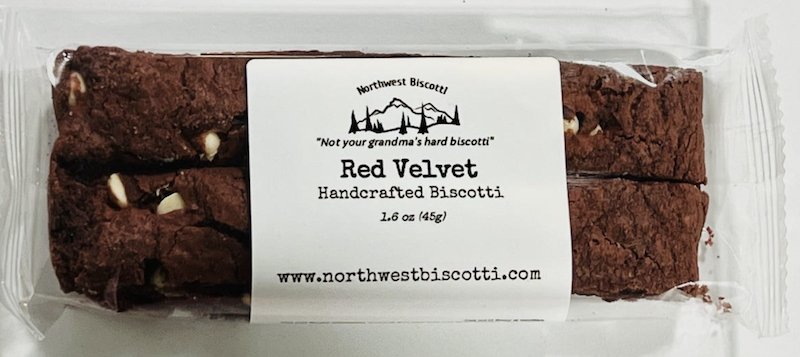 Northwest Biscotti
"Not your grandma's hard biscotti"
Red Velvet
Handcrafted Biscotti
1.6 oz (45g)
www.northwestbiscotti.com